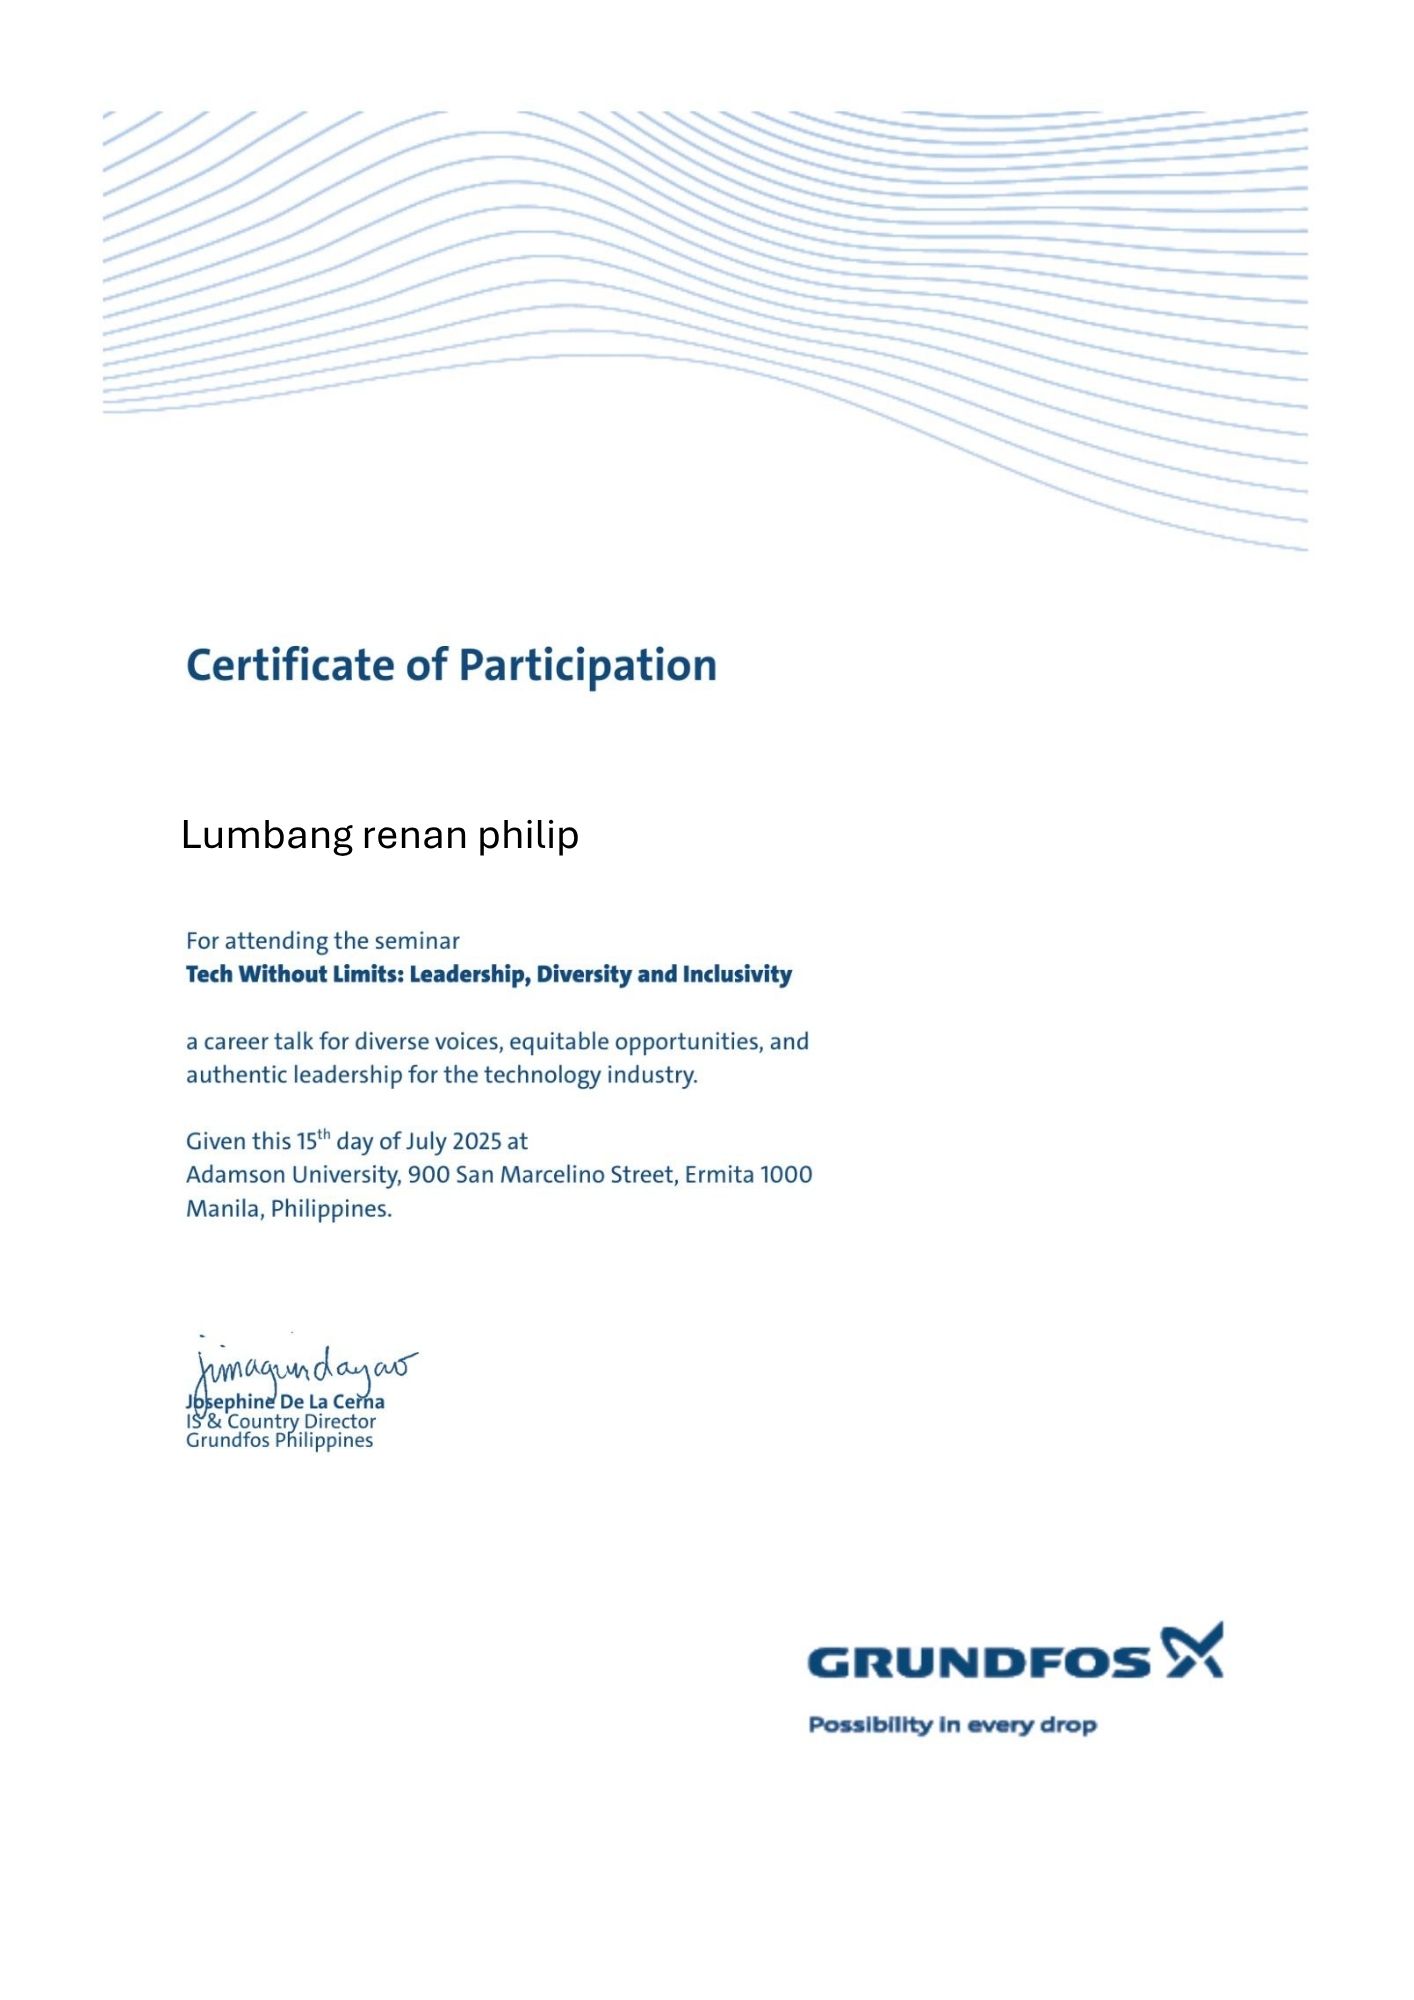 Certificate of Participation
Lumbang renan philip
For attending the seminar
Tech Without Limits: Leadership, Diversity and Inclusivity
a career talk for diverse voices, equitable opportunities, and
authentic leadership for the technology industry.
Given this 15th day of July 2025 at
Adamson University, 900 San Marcelino Street, Ermita 1000
Manila, Philippines.
Josephine De La Cerna
IS & Country Director
Grundfos Philippines
GRUNDFOS
Possibility in every drop